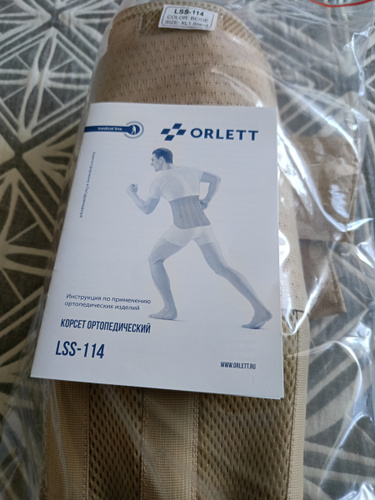 LSS-114
COLOR: BEIGE
medical line
ORLETT
Инструкция по применению
ортопедических изделий
КОРСЕТ ОРТОПЕДИЧЕСКИЙ
LSS-114
WWW.ORLETT.RU